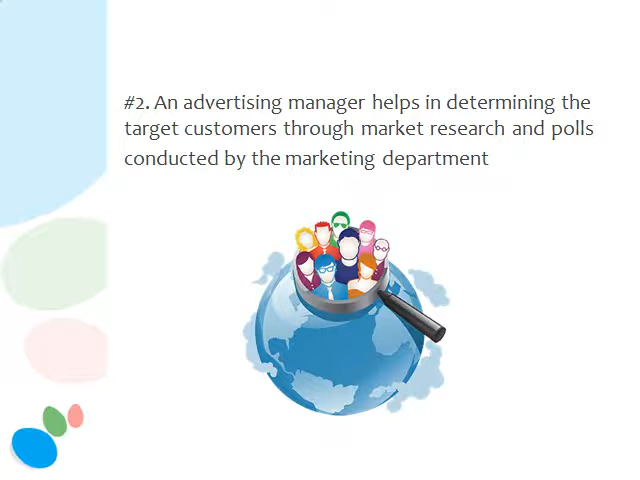 #2. An advertising manager helps in determining the
target customers through market research and polls
conducted by the marketing department